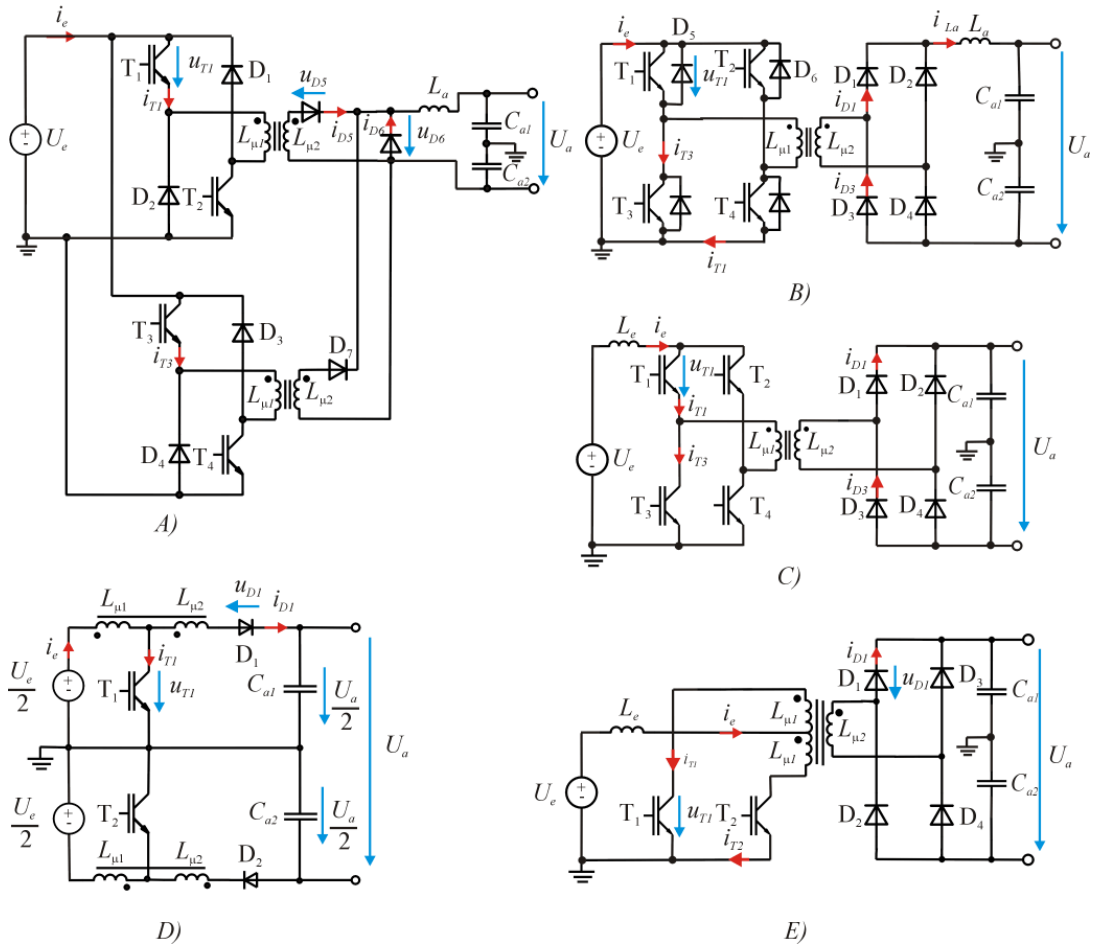 i_e
T_1
u_T1
D_1
i_T1
u_D5
L_a
L_μ1
L_μ2
i_D5
i_D6
u_D6
C_a1
U_e
+
-
U_a
D_2
T_2
C_a2
T_3
D_3
i_T3
D_7
L_μ1
L_μ2
D_4
T_4
A)
i_e
D_5
T_1
u_T1
T_2
D_6
D_1
D_2
i_La
L_a
i_D1
C_a1
U_e
+
-
L_μ1
L_μ2
U_a
i_T3
i_D3
T_3
T_4
D_3
D_4
C_a2
i_T1
B)
L_e
i_e
T_1
u_T1
T_2
i_D1
D_1
D_2
C_a1
i_T1
L_μ1
L_μ2
U_e
+
-
i_T3
U_a
T_3
T_4
i_D3
D_3
D_4
C_a2
C)
L_μ1
L_μ2
u_D1
i_D1
i_e
i_T1
D_1
U_e
2
+
-
T_1
u_T1
C_a1
U_a
2
U_a
U_e
2
+
-
T_2
C_a2
U_a
2
L_μ1
L_μ2
D_2
D)
i_D1
D_1
u_D1
D_3
C_a1
L_e
i_e
L_μ1
L_μ1
L_μ2
U_a
i_T1
U_e
+
-
T_1
u_T1
T_2
D_2
D_4
C_a2
i_T2
E)